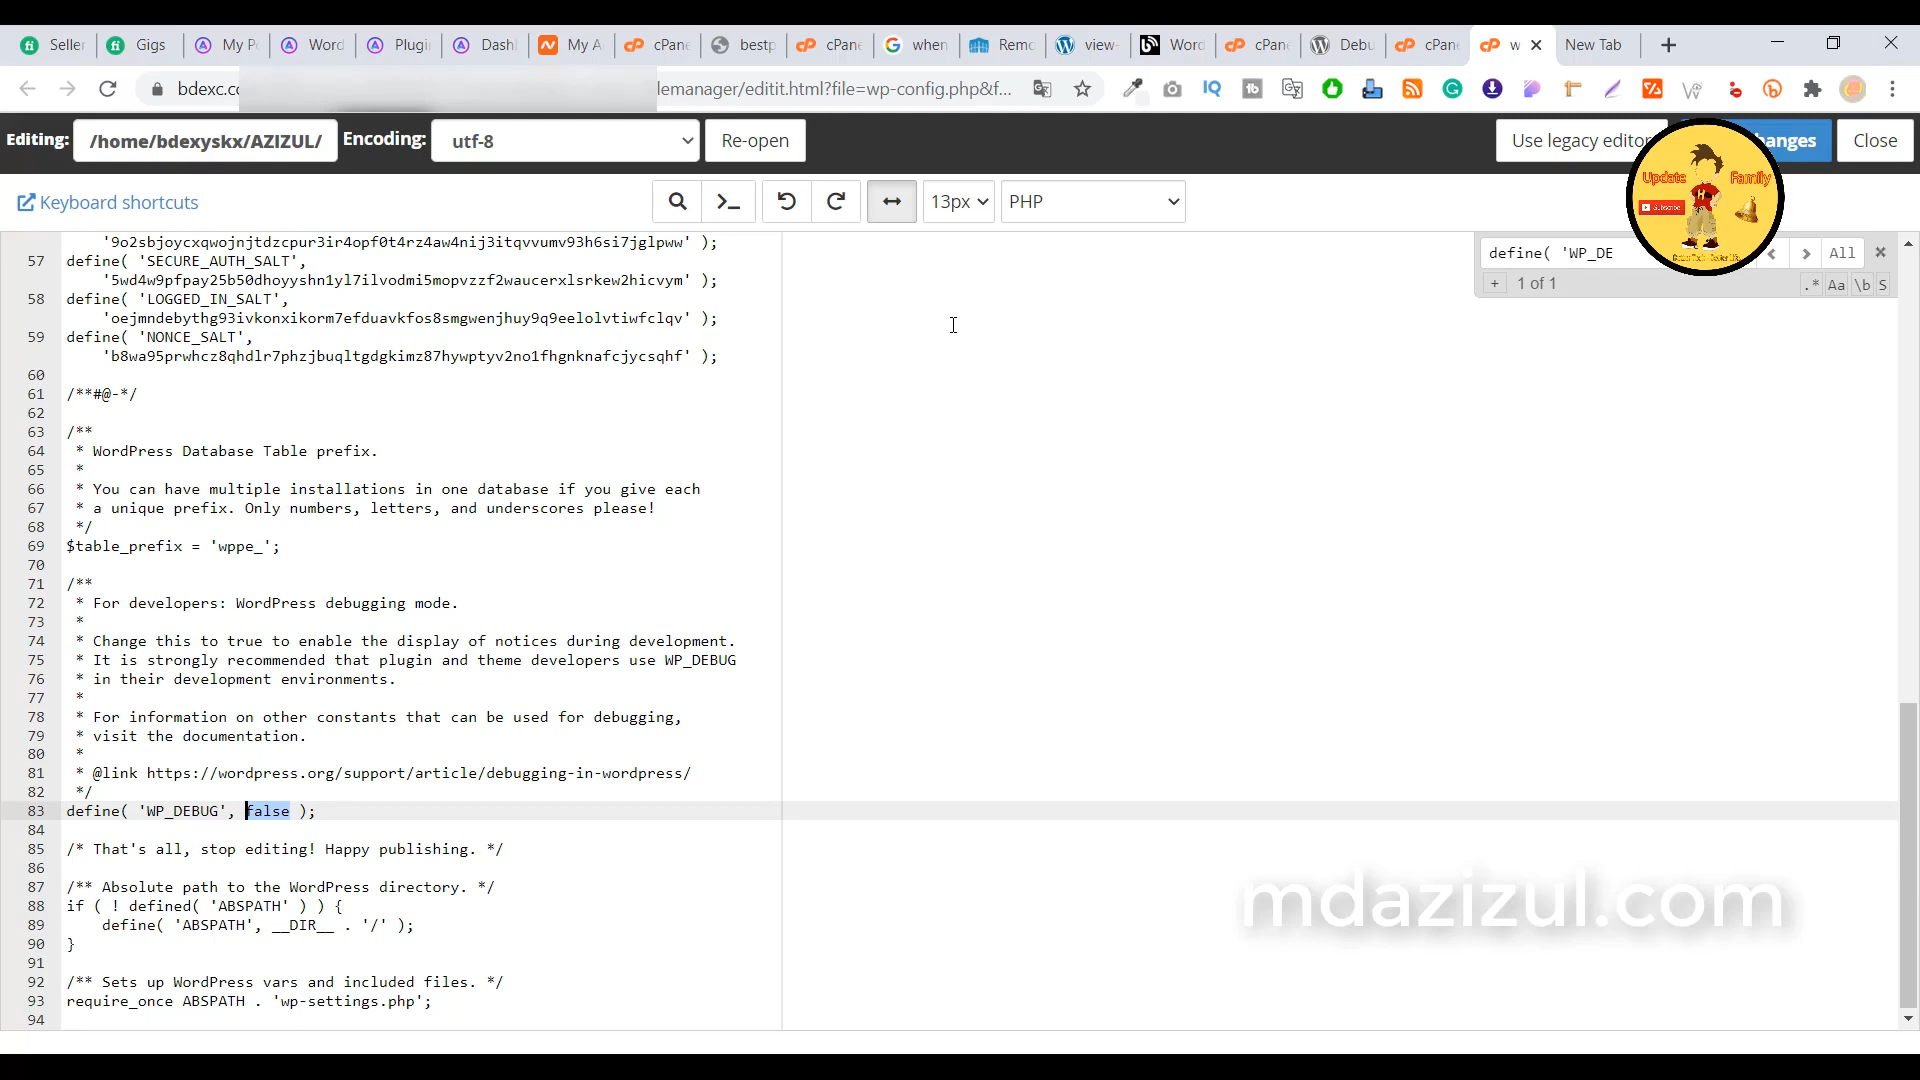 Seller
Gigs
My P
Word
Plugi
Dash
My A
cPane
bestp
cPane
when
Remo
view-
Word
cPane
Debu
cPane
w
New Tab
bdexc.co
lemanager/editit.html?file=wp-config.php&f...
Editing:
/home/bdexyskx/AZIZUL/
Encoding:
utf-8
Re-open
Use legacy editor
hanges
Close
Keyboard shortcuts
13px
PHP
Update
Family
Subscribe
define( 'WP_DE
All
+
1 of 1
.*
Aa
\b
S
'9o2sbjoycxqwojnjtdzcpur3ir4opf0t4rz4aw4nij3itqvvumv93h6si7jglpww' );
57 define( 'SECURE_AUTH_SALT',
'5wd4w9pfpay25b50dhoyyshn1yl7ilvodmi5mopvzzf2waucerxlsrkew2hicvym' );
58 define( 'LOGGED_IN_SALT',
'oejmndebythg93ivkonxikorm7efduavkfos8smgwenjhuy9q9eelolvtiwfclqv' );
59 define( 'NONCE_SALT',
'b8wa95prwhcz8qhdlr7phzjbuqltgdgkimz87hywptyv2no1fhgnknafcjycsqhf' );
60
61 /**#@-*/
62
63 /**
64 * WordPress Database Table prefix.
65 *
66 * You can have multiple installations in one database if you give each
67 * a unique prefix. Only numbers, letters, and underscores please!
68 */
69 $table_prefix = 'wppe_';
70
71 /**
72 * For developers: WordPress debugging mode.
73 *
74 * Change this to true to enable the display of notices during development.
75 * It is strongly recommended that plugin and theme developers use WP_DEBUG
76 * in their development environments.
77 *
78 * For information on other constants that can be used for debugging,
79 * visit the documentation.
80 *
81 * @link https://wordpress.org/support/article/debugging-in-wordpress/
82 */
83 define( 'WP_DEBUG', false );
84
85 /* That's all, stop editing! Happy publishing. */
86
87 /** Absolute path to the WordPress directory. */
88 if ( ! defined( 'ABSPATH' ) ) {
89 define( 'ABSPATH', __DIR__ . '/' );
90 }
91
92 /** Sets up WordPress vars and included files. */
93 require_once ABSPATH . 'wp-settings.php';
94
mdazizul.com